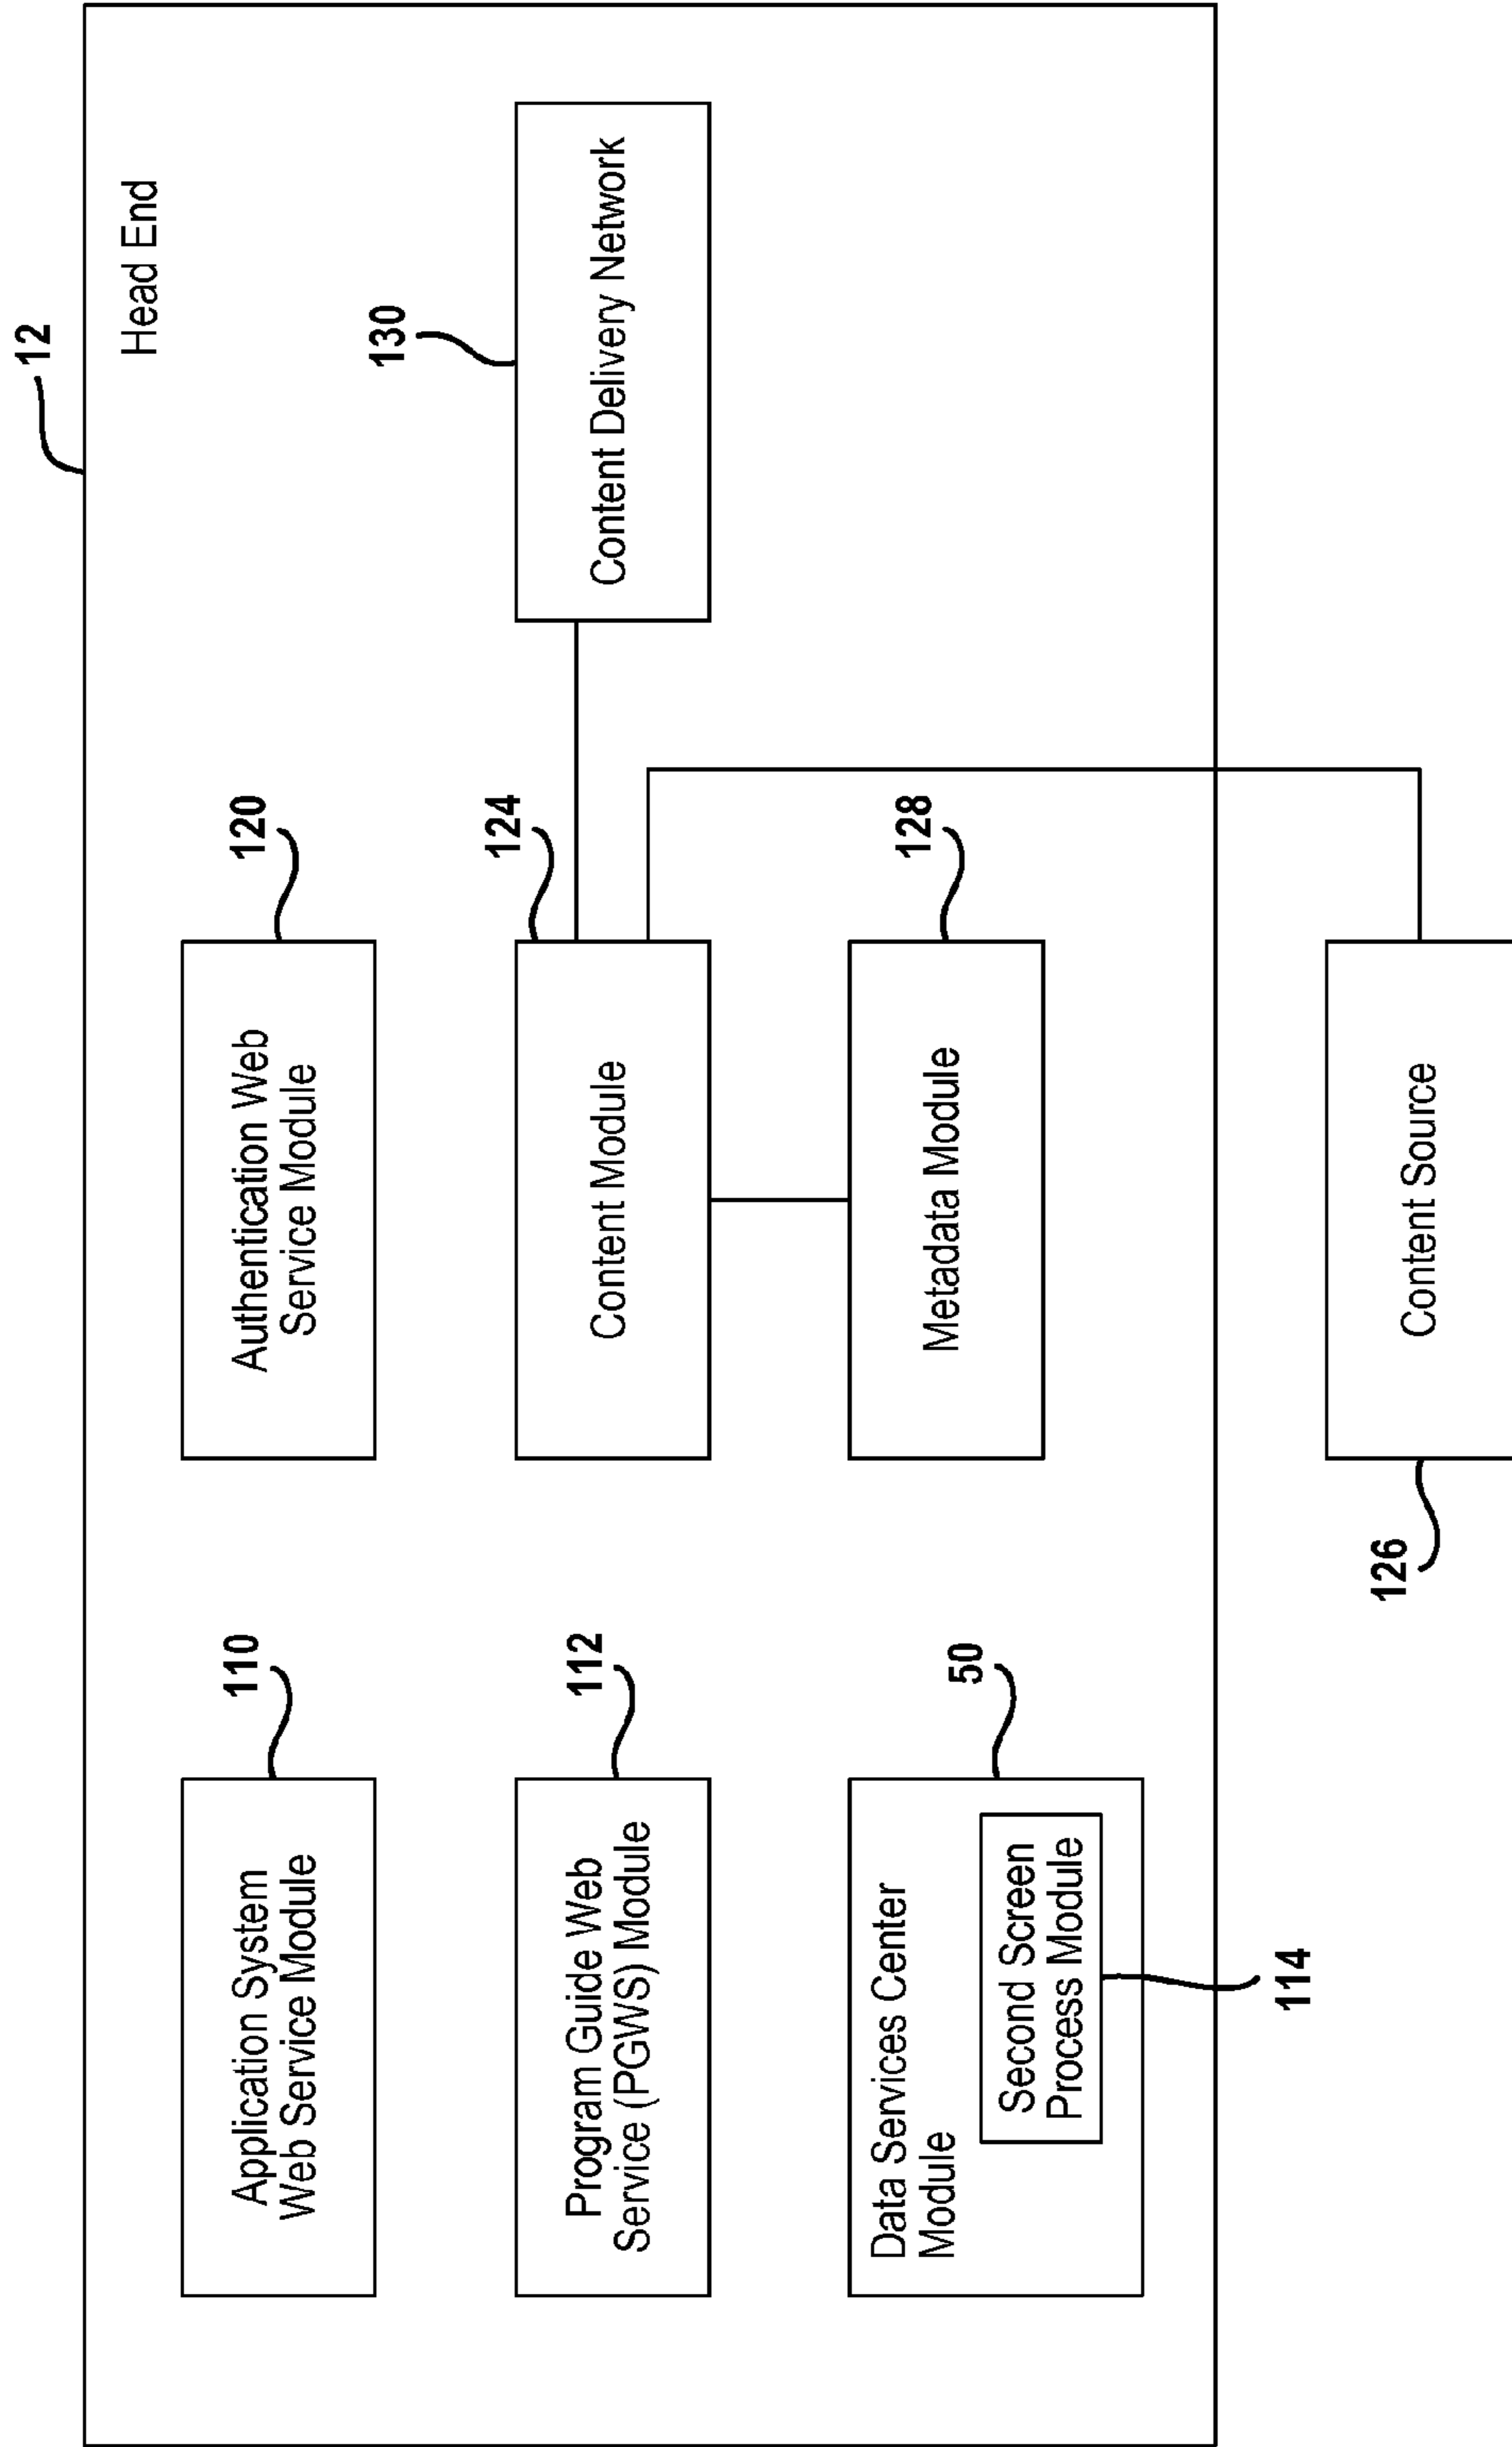 12
Head End
110
Application System
Web Service Module
120
Authentication Web
Service Module
112
Program Guide Web
Service (PGWS) Module
124
Content Module
130
Content Delivery Network
50
Data Services Center
Module
Second Screen
Process Module
114
128
Metadata Module
126
Content Source